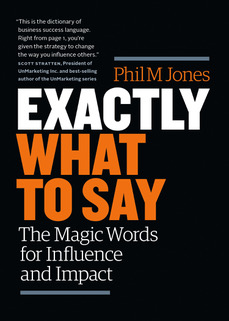 "This is the dictionary of
business success language.
Right from page 1, you're
given the strategy to change
the way you influence others."
SCOTT STRATTEN, President of
UnMarketing Inc. and best-selling
author of the UnMarketing series
Phil M Jones
EXACTLY
WHAT
TO SAY
The Magic Words
for Influence
and Impact